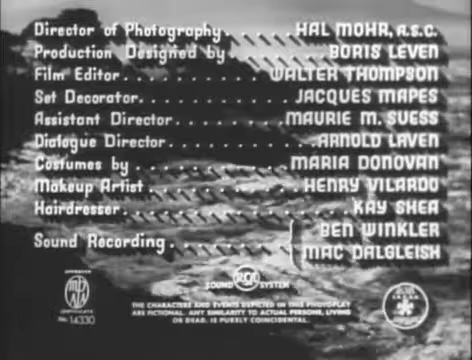 Director of Photography . . . . . . HAL MOHR, A.S.C.
Production Designed by . . . . . . . BORIS LEVEN
Film Editor . . . . . . . . . . . . WALTER THOMPSON
Set Decorator . . . . . . . . . . . JACQUES MAPES
Assistant Director . . . . . . . . MAURIE M. SUESS
Dialogue Director . . . . . . . . . ARNOLD LAVEN
Costumes by . . . . . . . . . . . . MARIA DONOVAN
Makeup Artist . . . . . . . . . . . HENRY VILARDO
Hairdresser . . . . . . . . . . . . KAY SHEA
Sound Recording . . . . . . . . . . BEN WINKLER
MAC DALGLEISH
RCA
SOUND SYSTEM
APPROVED
CERTIFICATE
No. 14330
THE CHARACTERS AND EVENTS DEPICTED IN THIS PHOTOPLAY
ARE FICTIONAL. ANY SIMILARITY TO ACTUAL PERSONS, LIVING
OR DEAD, IS PURELY COINCIDENTAL.